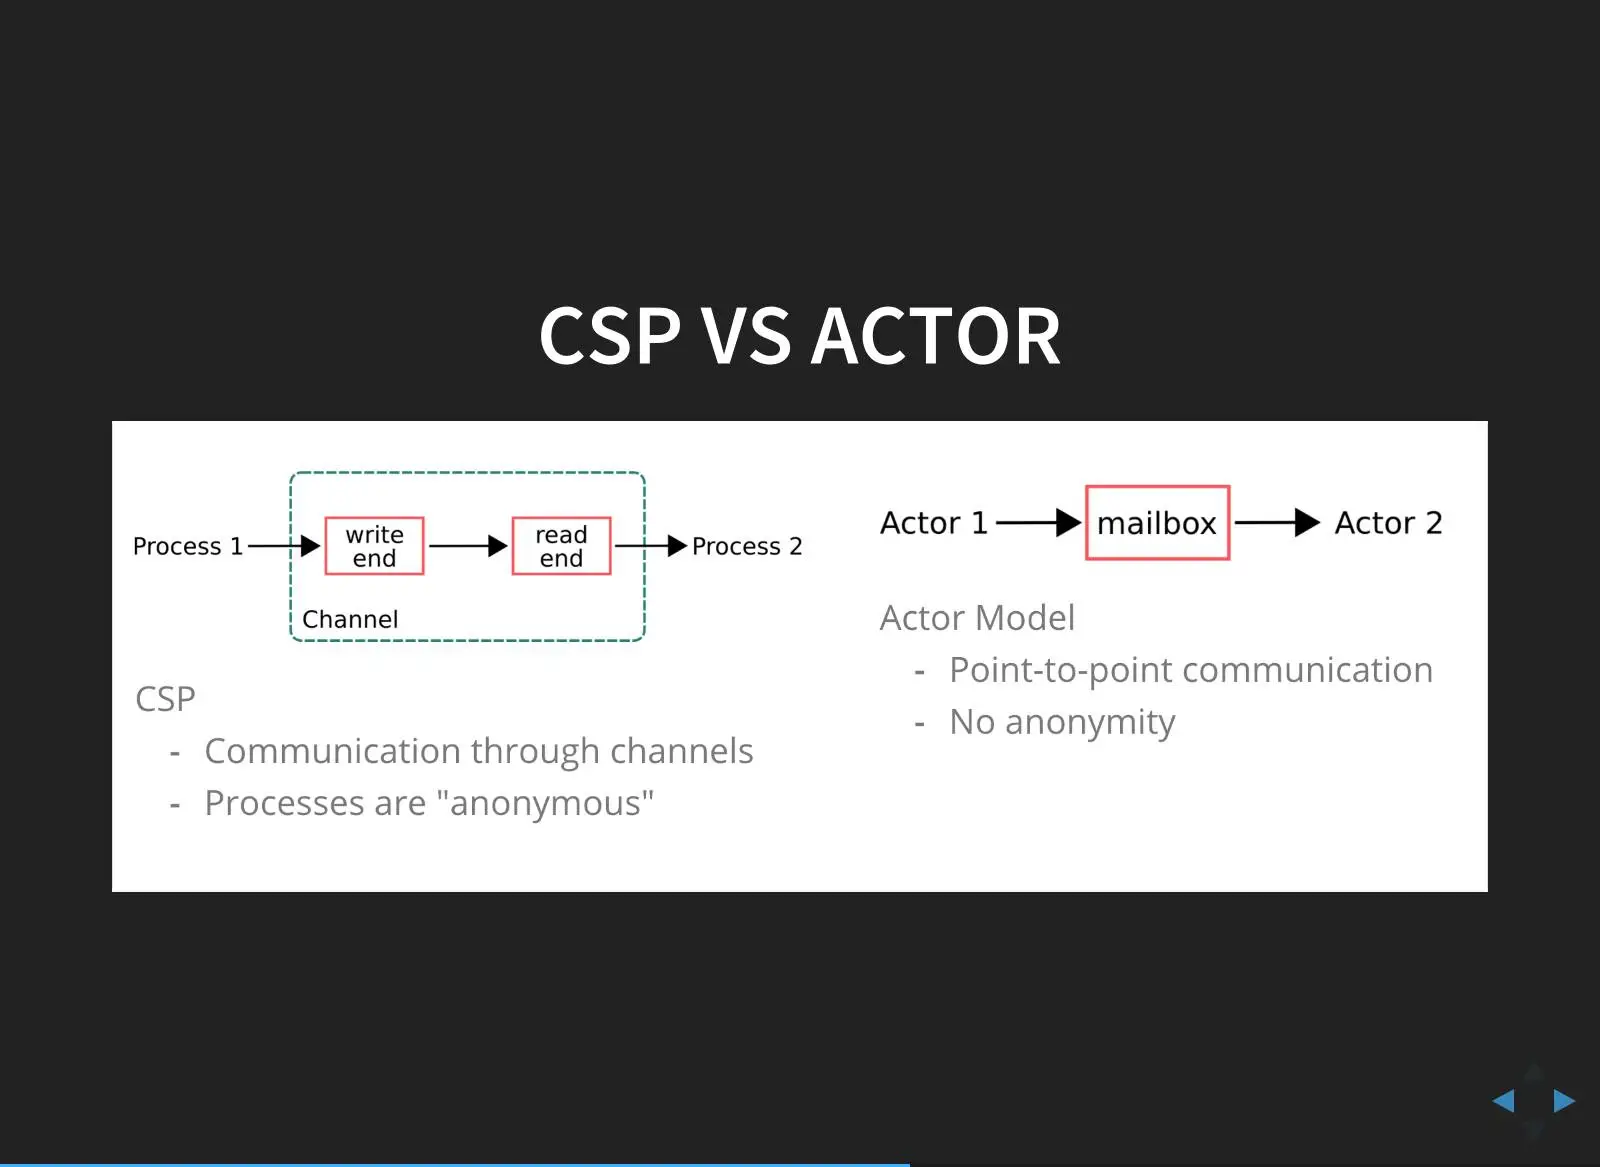 CSP VS ACTOR
Process 1
write
end
read
end
Process 2
Channel
CSP
- Communication through channels
- Processes are "anonymous"
Actor 1
mailbox
Actor 2
Actor Model
- Point-to-point communication
- No anonymity